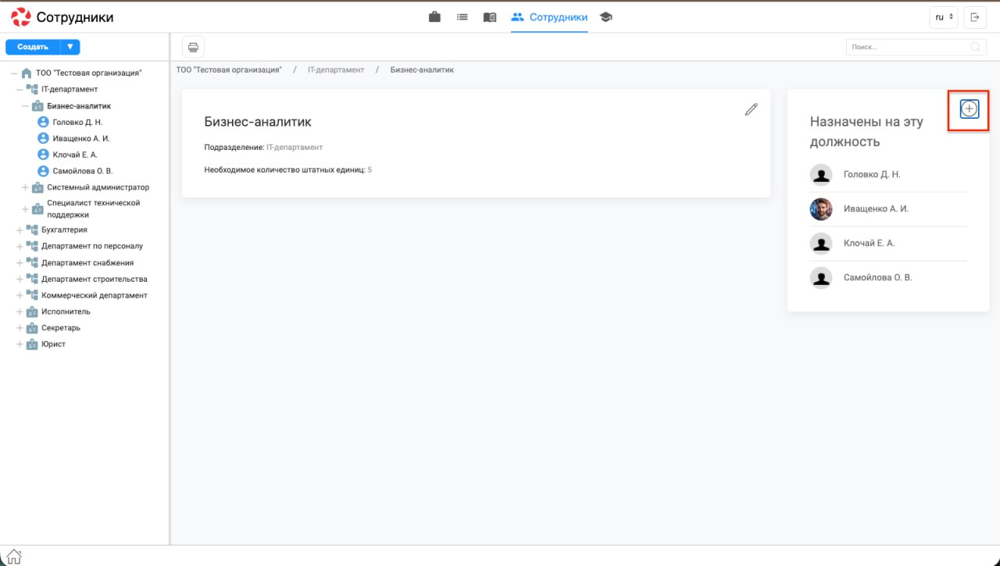 Сотрудники
Сотрудники
ru
Создать
Поиск...
ТОО "Тестовая организация"
IT-департамент
Бизнес-аналитик
Головко Д. Н.
Иващенко А. И.
Клочай Е. А.
Самойлова О. В.
Системный администратор
Специалист технической
поддержки
Бухгалтерия
Департамент по персоналу
Департамент снабжения
Департамент строительства
Коммерческий департамент
Исполнитель
Секретарь
Юрист
ТОО "Тестовая организация" / IT-департамент / Бизнес-аналитик
Бизнес-аналитик
Подразделение: IT-департамент
Необходимое количество штатных единиц: 5
Назначены на эту
должность
Головко Д. Н.
Иващенко А. И.
Клочай Е. А.
Самойлова О. В.